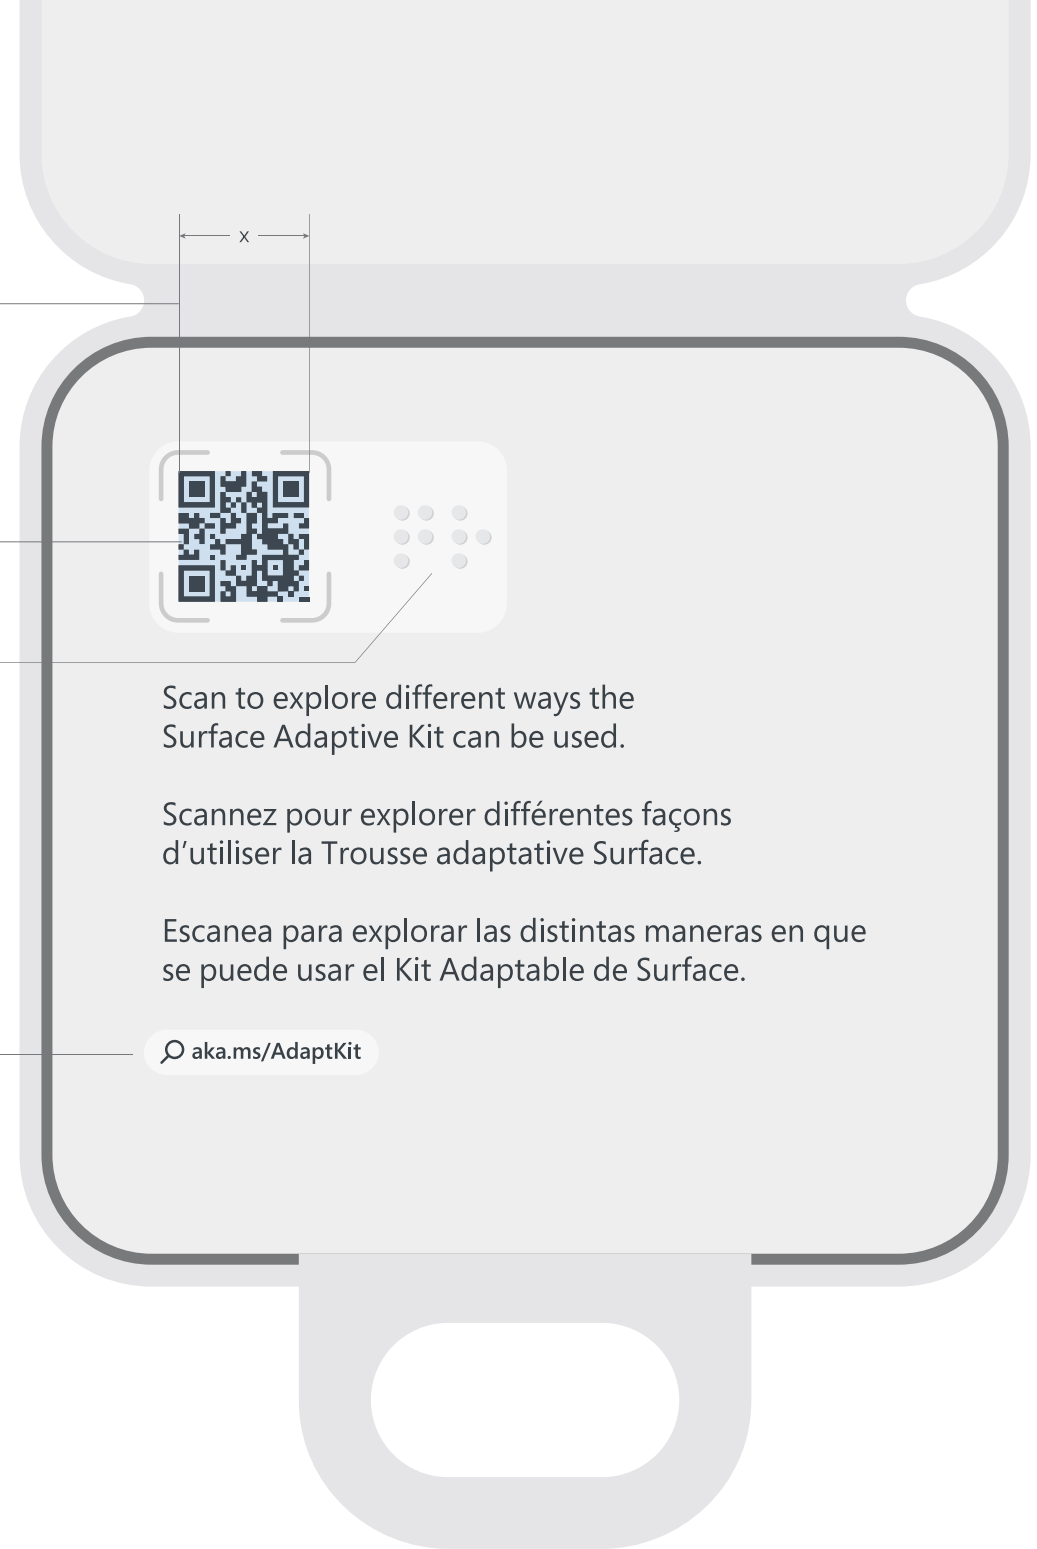 x
⠟⠗
Scan to explore different ways the
Surface Adaptive Kit can be used.
Scannez pour explorer différentes façons
d’utiliser la Trousse adaptative Surface.
Escanea para explorar las distintas maneras en que
se puede usar el Kit Adaptable de Surface.
aka.ms/AdaptKit